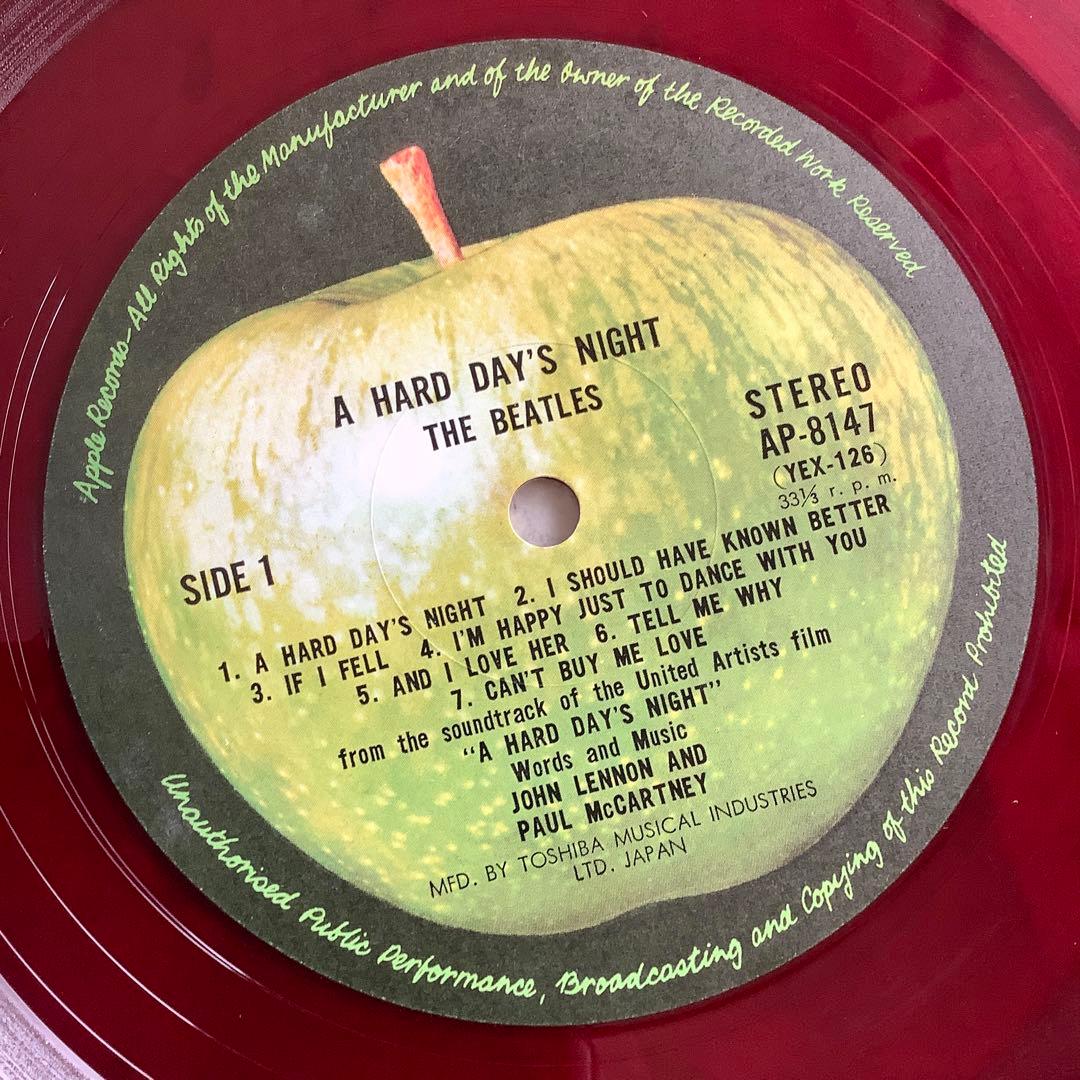 Apple Records-All Rights of the Manufacturer and of the Owner of the Recorded Work Reserved
A HARD DAY'S NIGHT
THE BEATLES
STEREO
AP-8147
(YEX-126)
33⅓ r. p. m.
SIDE 1
1. A HARD DAY'S NIGHT 2. I SHOULD HAVE KNOWN BETTER
3. IF I FELL 4. I'M HAPPY JUST TO DANCE WITH YOU
5. AND I LOVE HER 6. TELL ME WHY
7. CAN'T BUY ME LOVE
from the soundtrack of the United Artists film
"A HARD DAY'S NIGHT"
Words and Music
JOHN LENNON AND
PAUL McCARTNEY
MFD. BY TOSHIBA MUSICAL INDUSTRIES
LTD. JAPAN
Unauthorised Public Performance, Broadcasting and Copying of this Record Prohibited